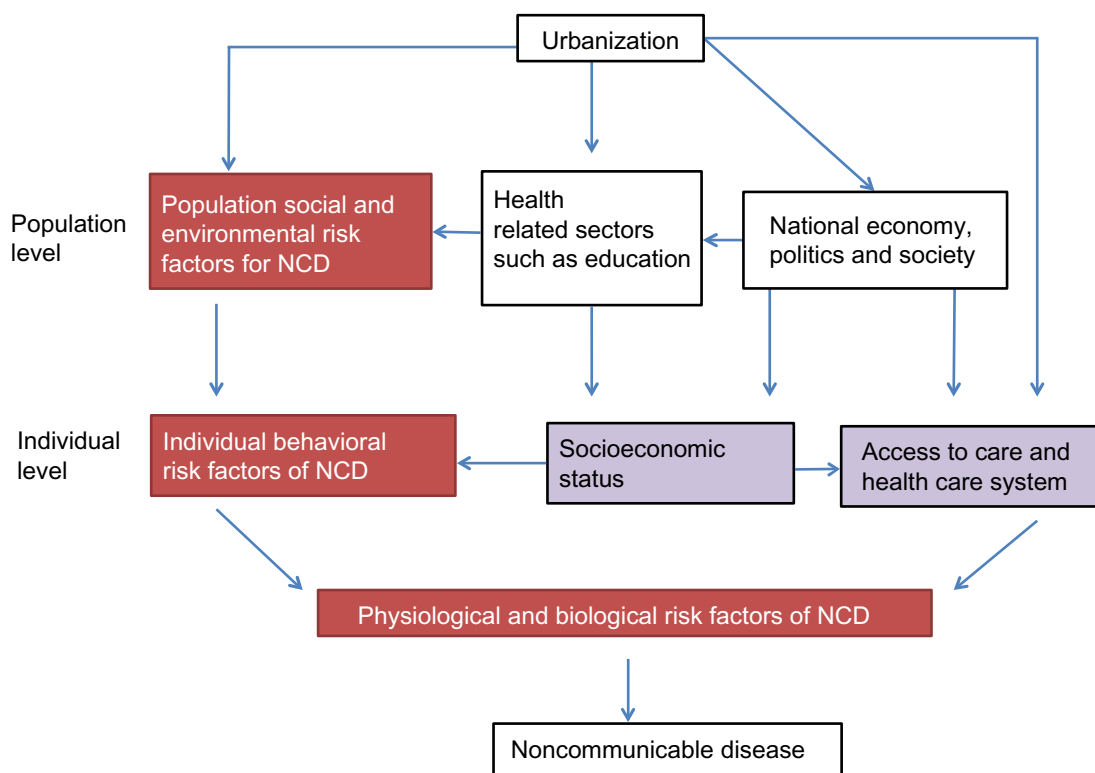 Urbanization
Population
level
Population social and
environmental risk
factors for NCD
Health
related sectors
such as education
National economy,
politics and society
Individual
level
Individual behavioral
risk factors of NCD
Socioeconomic
status
Access to care and
health care system
Physiological and biological risk factors of NCD
Noncommunicable disease